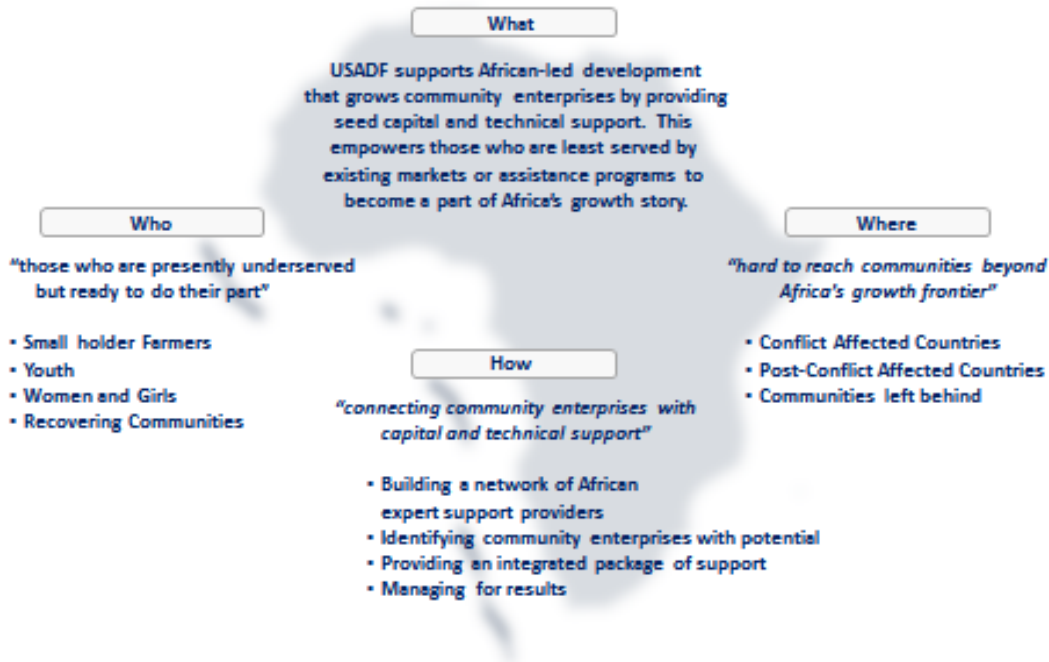 What
USADF supports African-led development
that grows community enterprises by providing
seed capital and technical support. This
empowers those who are least served by
existing markets or assistance programs to
become a part of Africa's growth story.
Who
"those who are presently underserved
but ready to do their part"
▪ Small holder Farmers
▪ Youth
▪ Women and Girls
▪ Recovering Communities
Where
"hard to reach communities beyond
Africa's growth frontier"
▪ Conflict Affected Countries
▪ Post-Conflict Affected Countries
▪ Communities left behind
How
"connecting community enterprises with
capital and technical support"
▪ Building a network of African
expert support providers
▪ Identifying community enterprises with potential
▪ Providing an integrated package of support
▪ Managing for results